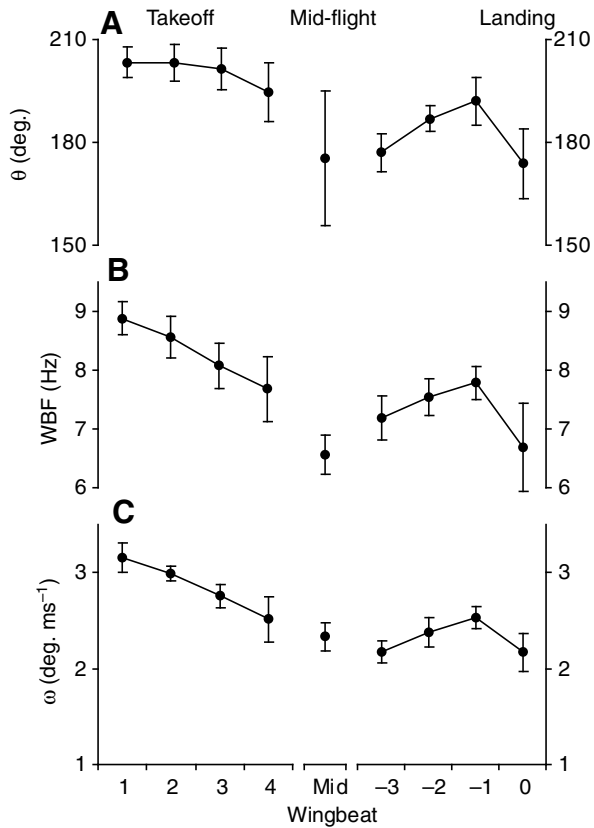 A Takeoff Mid-flight Landing
210 210
180 180
150 150
θ (deg.)
B
9 9
8 8
7 7
6 6
WBF (Hz)
C
3 3
2 2
1 1
ω (deg. ms⁻¹)
1 2 3 4 Mid –3 –2 –1 0
Wingbeat